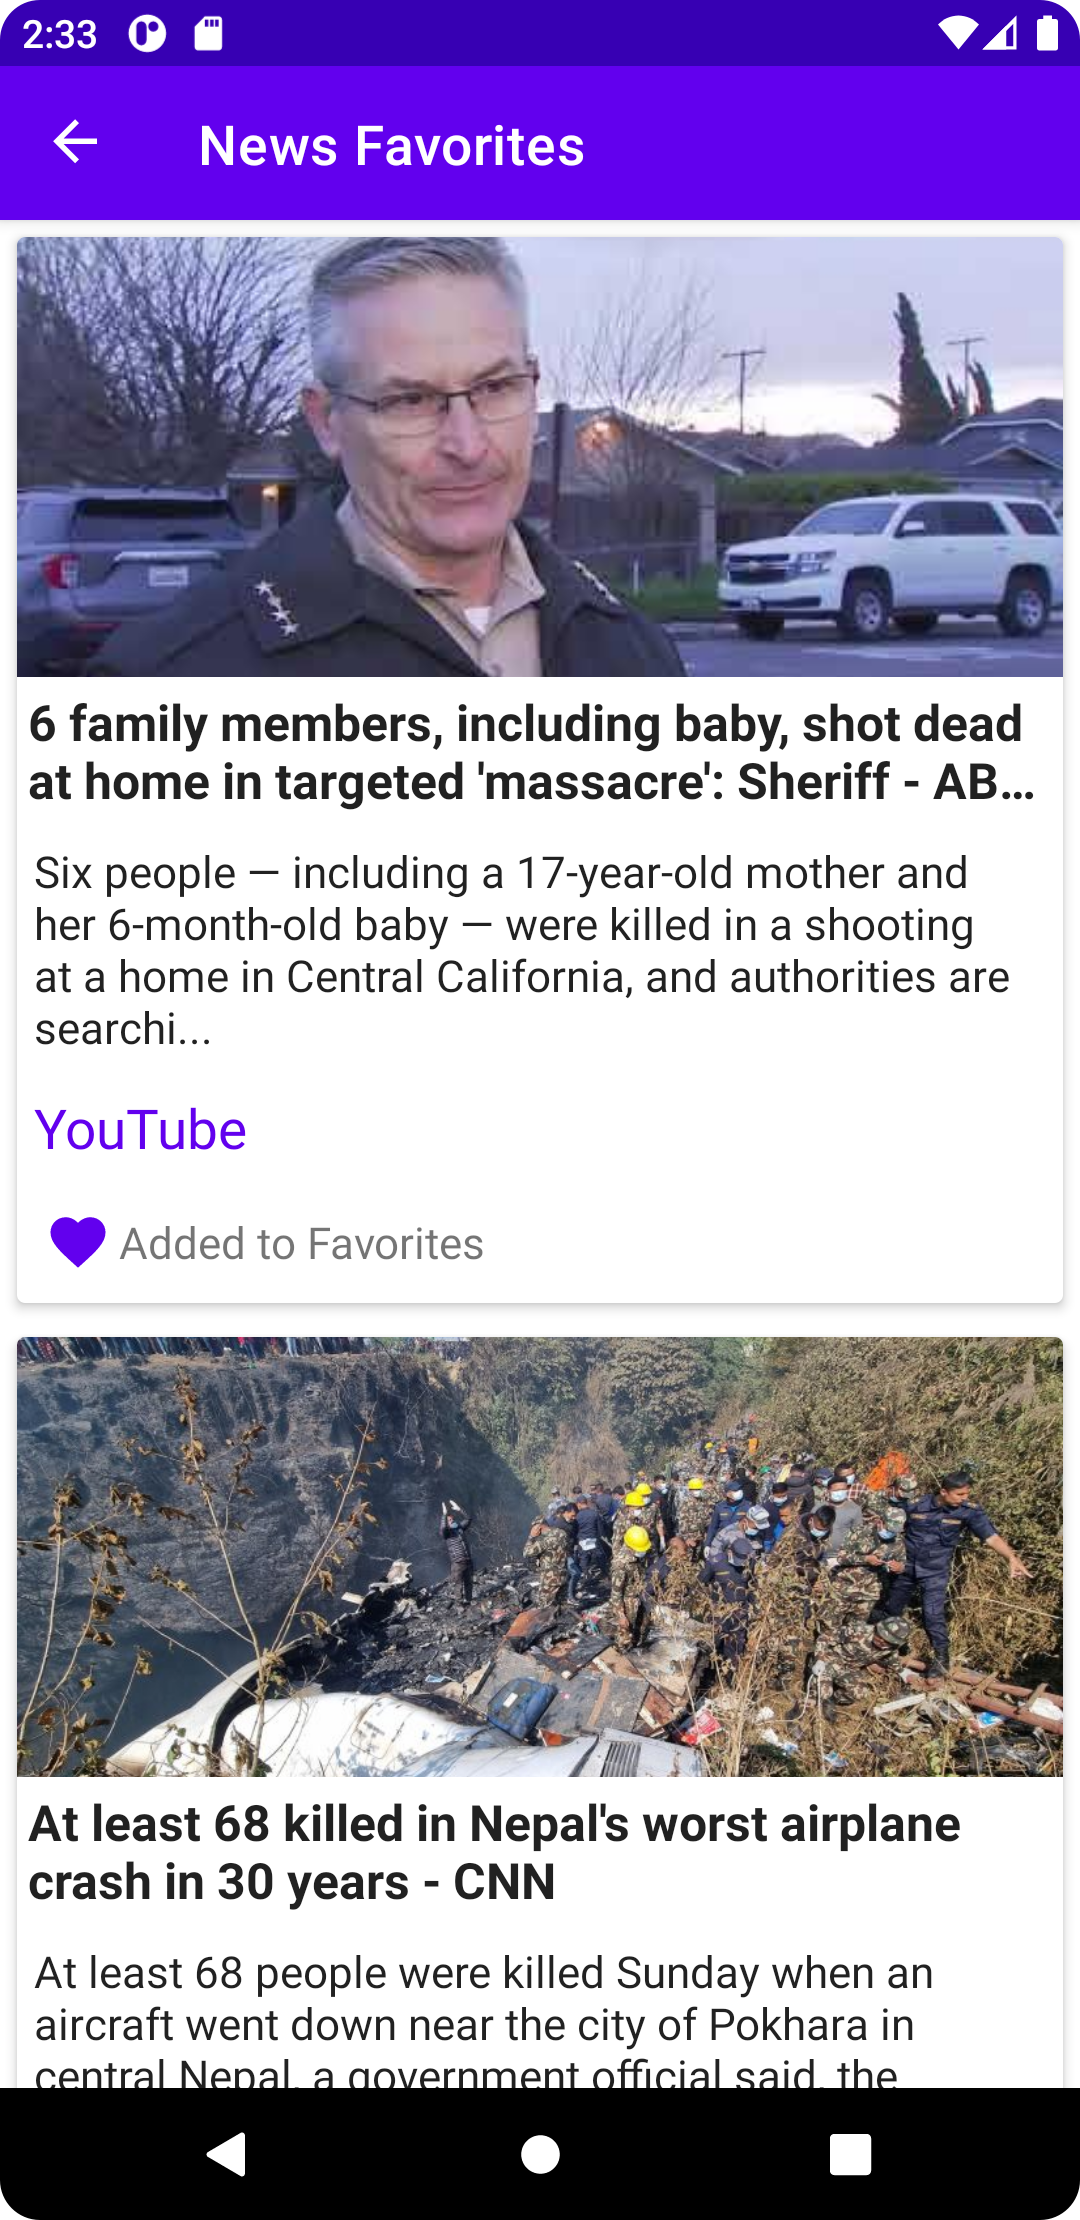 2:33
News Favorites
6 family members, including baby, shot dead
at home in targeted 'massacre': Sheriff - AB…
Six people — including a 17-year-old mother and
her 6-month-old baby — were killed in a shooting
at a home in Central California, and authorities are
searchi...
YouTube
Added to Favorites
At least 68 killed in Nepal's worst airplane
crash in 30 years - CNN
At least 68 people were killed Sunday when an
aircraft went down near the city of Pokhara in
central Nepal, a government official said, the